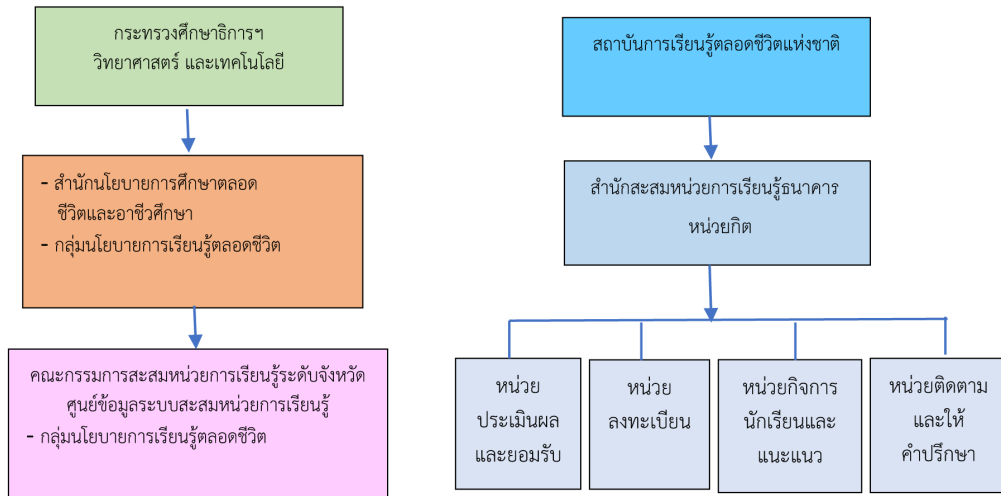 กระทรวงศึกษาธิการฯ
วิทยาศาสตร์ และเทคโนโลยี
- สำนักนโยบายการศึกษาตลอด
ชีวิตและอาชีวศึกษา
- กลุ่มนโยบายการเรียนรู้ตลอดชีวิต
คณะกรรมการสะสมหน่วยการเรียนรู้ระดับจังหวัด
ศูนย์ข้อมูลระบบสะสมหน่วยการเรียนรู้
- กลุ่มนโยบายการเรียนรู้ตลอดชีวิต
สถาบันการเรียนรู้ตลอดชีวิตแห่งชาติ
สำนักสะสมหน่วยการเรียนรู้ธนาคาร
หน่วยกิต
หน่วย
ประเมินผล
และยอมรับ
หน่วย
ลงทะเบียน
หน่วยกิจการ
นักเรียนและ
แนะแนว
หน่วยติดตาม
และให้
คำปรึกษา